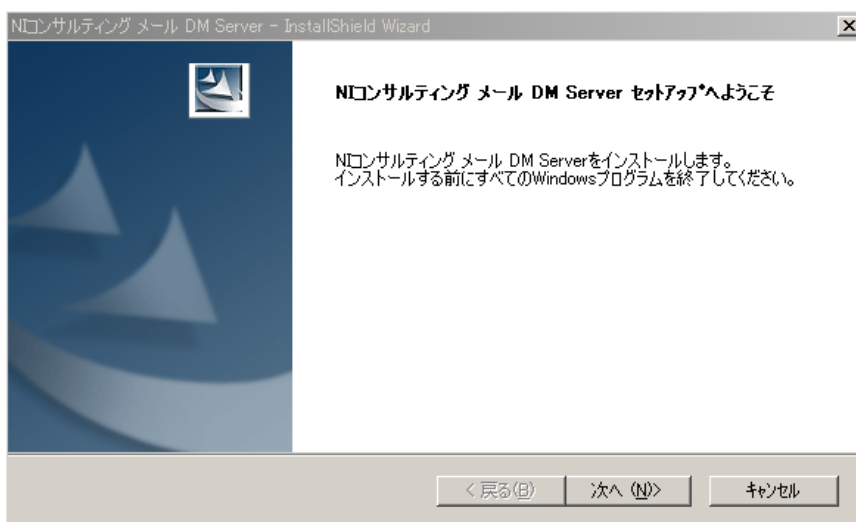 NIコンサルティング メール DM Server - InstallShield Wizard
NIコンサルティング メール DM Server セットアップへようこそ
NIコンサルティング メール DM Serverをインストールします。
インストールする前にすべてのWindowsプログラムを終了してください。
< 戻る(B)
次へ (N)>
キャンセル